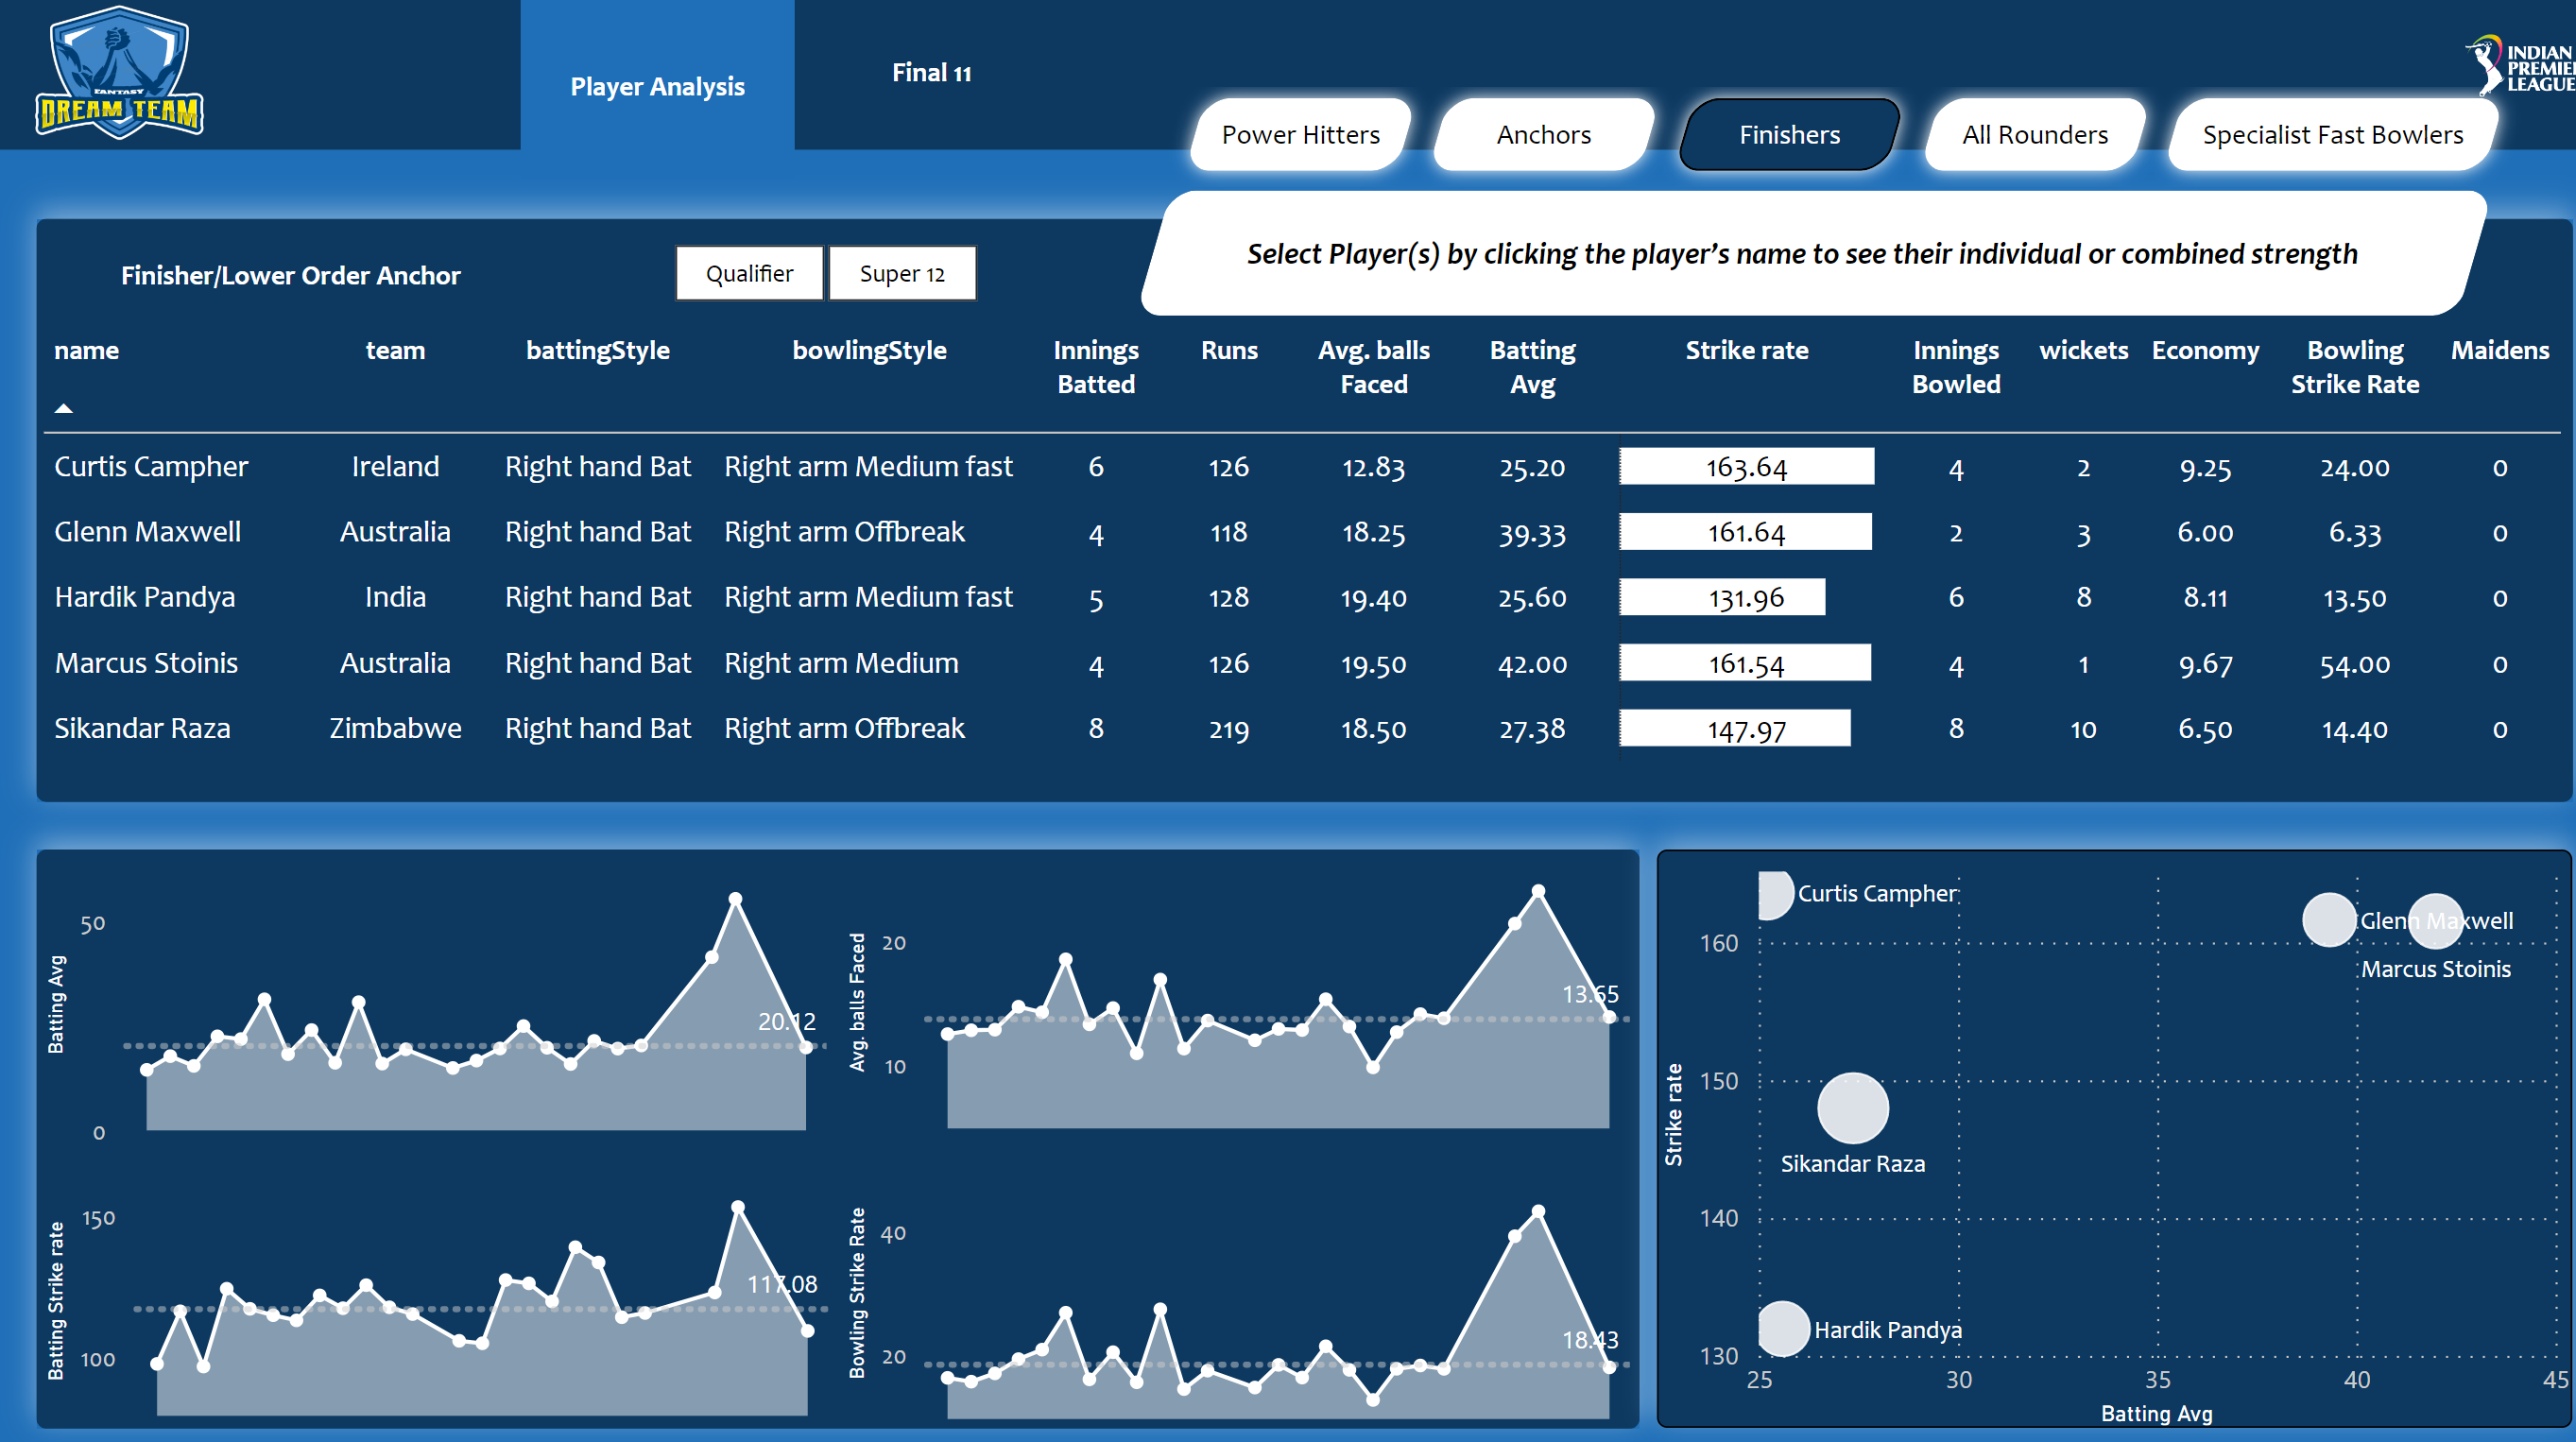 FANTASY
DREAM TEAM
Player Analysis
Final 11
INDIAN
PREMIER
LEAGUE
Power Hitters
Anchors
Finishers
All Rounders
Specialist Fast Bowlers
Select Player(s) by clicking the player's name to see their individual or combined strength
Finisher/Lower Order Anchor
Qualifier
Super 12
name team battingStyle bowlingStyle Innings Batted Runs Avg. balls Faced Batting Avg Strike rate Innings Bowled wickets Economy Bowling Strike Rate Maidens
Curtis Campher Ireland Right hand Bat Right arm Medium fast 6 126 12.83 25.20 163.64 4 2 9.25 24.00 0
Glenn Maxwell Australia Right hand Bat Right arm Offbreak 4 118 18.25 39.33 161.64 2 3 6.00 6.33 0
Hardik Pandya India Right hand Bat Right arm Medium fast 5 128 19.40 25.60 131.96 6 8 8.11 13.50 0
Marcus Stoinis Australia Right hand Bat Right arm Medium 4 126 19.50 42.00 161.54 4 1 9.67 54.00 0
Sikandar Raza Zimbabwe Right hand Bat Right arm Offbreak 8 219 18.50 27.38 147.97 8 10 6.50 14.40 0
Batting Avg
50
0
20.12
Avg. balls Faced
20
10
13.65
Batting Strike rate
150
100
117.08
Bowling Strike Rate
40
20
18.43
Strike rate
160
150
140
130
Curtis Campher
Glenn Maxwell
Marcus Stoinis
Sikandar Raza
Hardik Pandya
25 30 35 40 45
Batting Avg